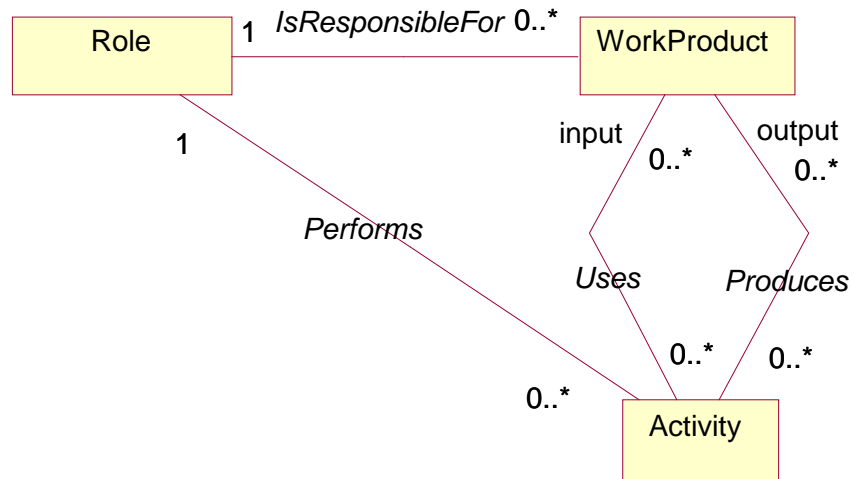 Role
1
IsResponsibleFor
0..*
WorkProduct
1
input
0..*
output
0..*
Performs
Uses
Produces
0..*
0..*
0..*
Activity